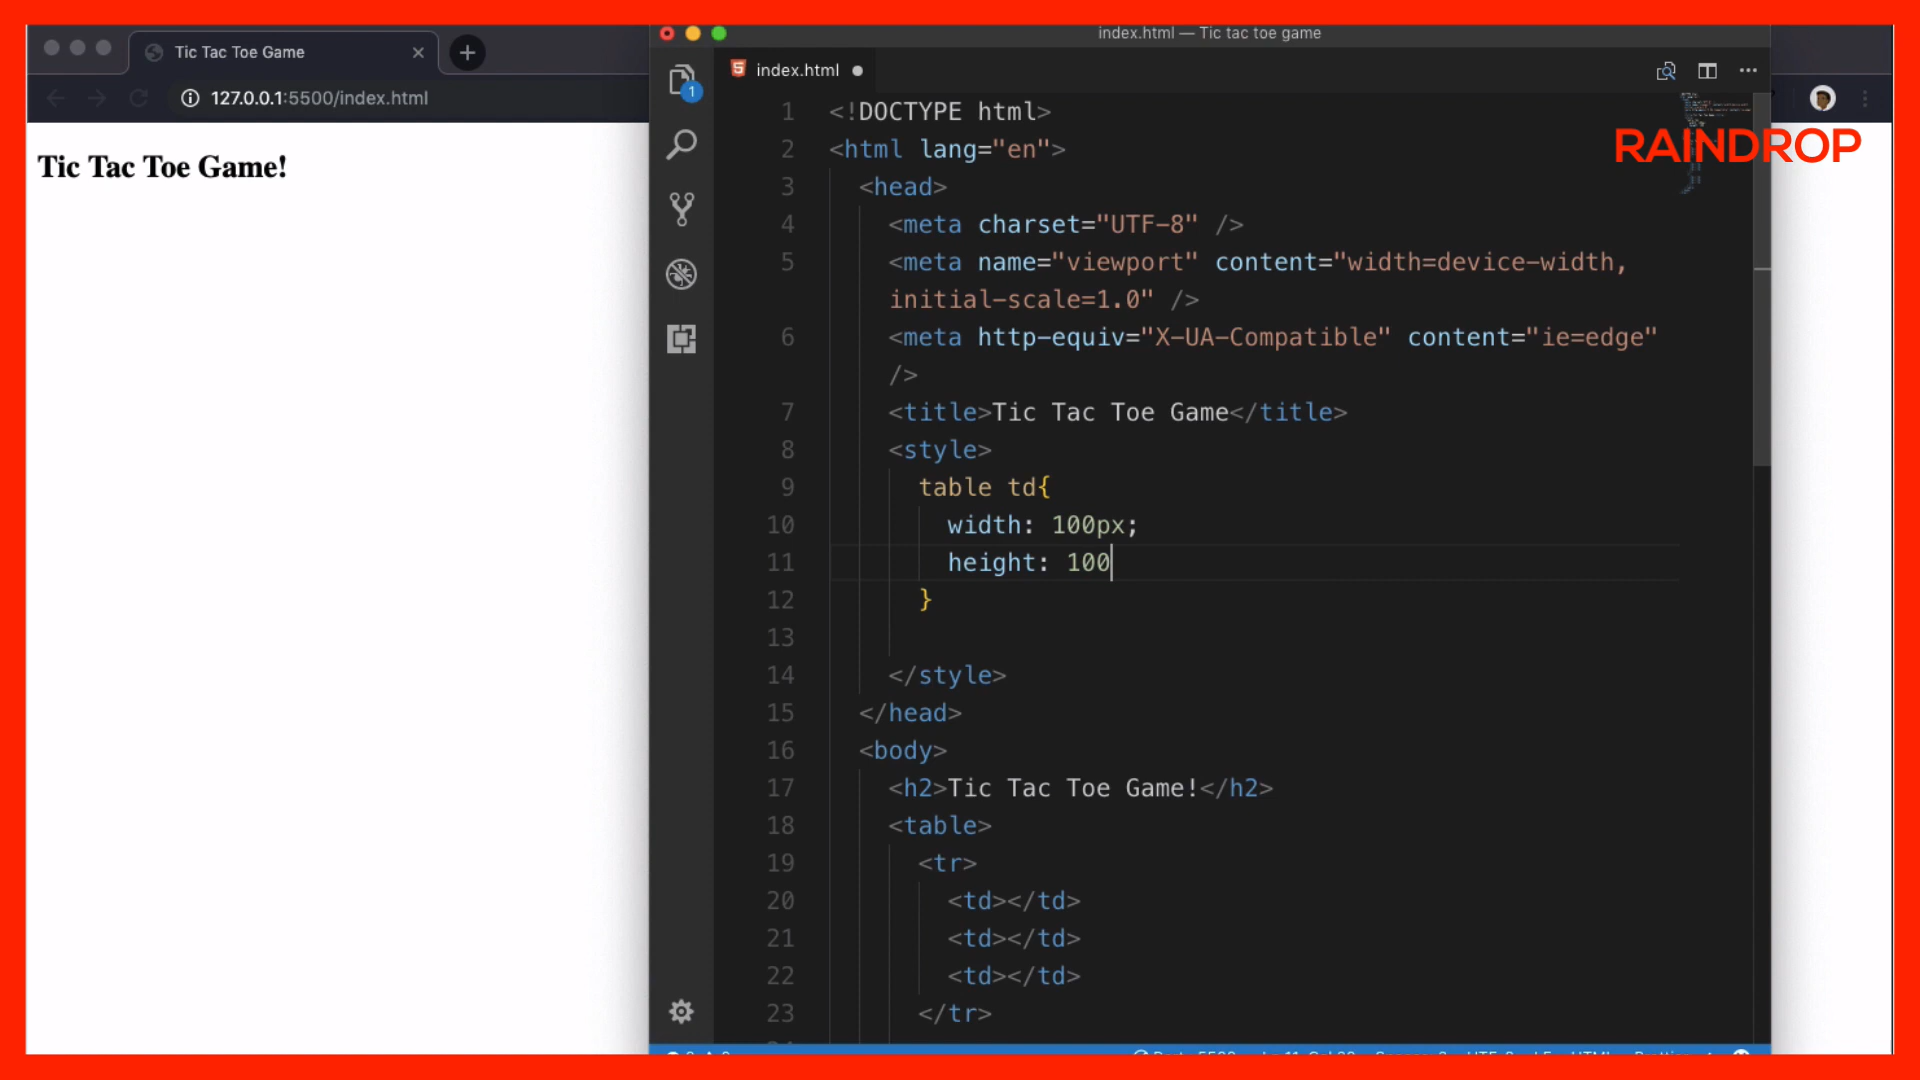 Tic Tac Toe Game
127.0.0.1:5500/index.html
Tic Tac Toe Game!
index.html — Tic tac toe game
index.html
1
RAINDROP
1 <!DOCTYPE html>
2 <html lang="en">
3 <head>
4 <meta charset="UTF-8" />
5 <meta name="viewport" content="width=device-width,
initial-scale=1.0" />
6 <meta http-equiv="X-UA-Compatible" content="ie=edge"
/>
7 <title>Tic Tac Toe Game</title>
8 <style>
9 table td{
10 width: 100px;
11 height: 100
12 }
13
14 </style>
15 </head>
16 <body>
17 <h2>Tic Tac Toe Game!</h2>
18 <table>
19 <tr>
20 <td></td>
21 <td></td>
22 <td></td>
23 </tr>